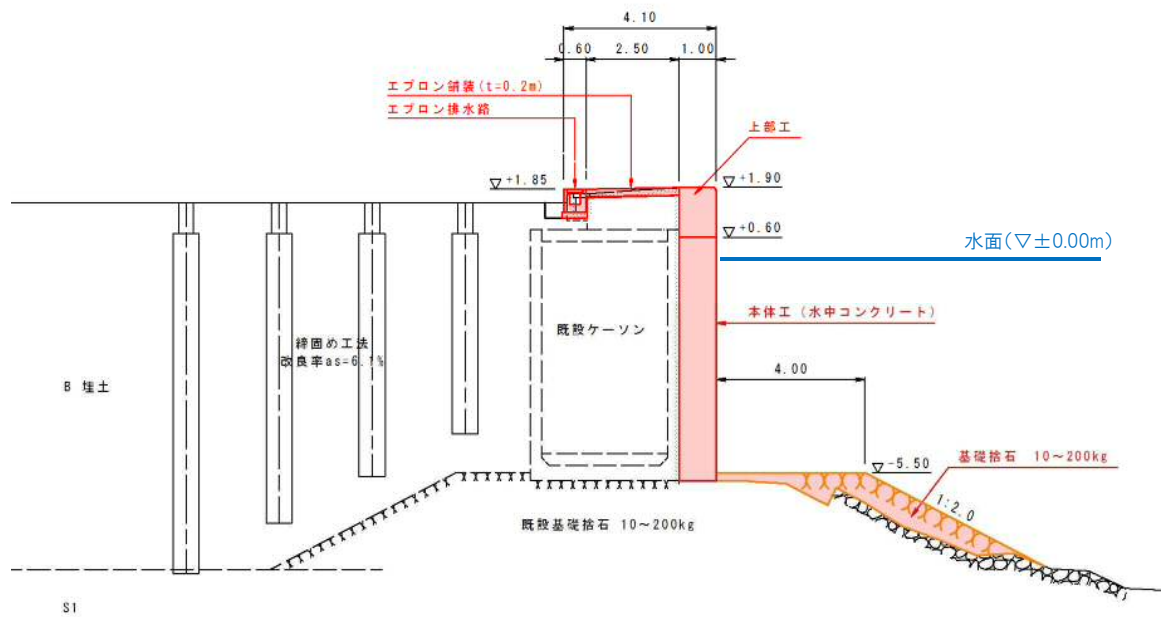 4.10
0.60 2.50 1.00
エプロン舗装(t=0.2m)
エプロン排水路
上部工
▽+1.85
▽+1.90
▽+0.60
水面(▽±0.00m)
既設ケーソン
本体工(水中コンクリート)
締固め工法
改良率as=6.1%
B 埋土
4.00
▽-5.50
基礎捨石 10〜200kg
1:2.0
既設基礎捨石 10〜200kg
S1